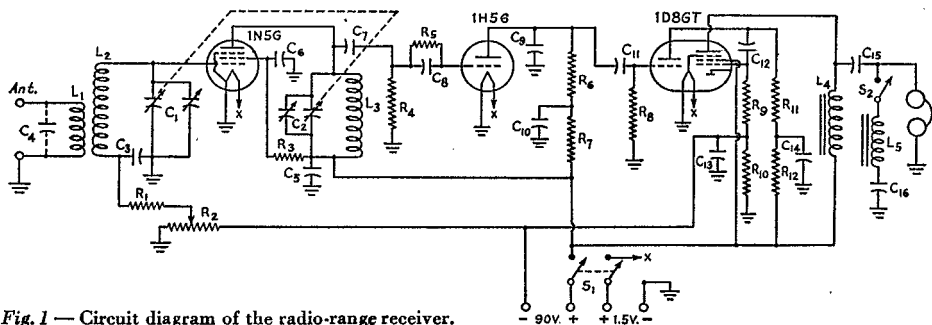 1N5G
1H5G
1D8GT
L₂
C₇
C₆
R₅
C₉
C₁₁
C₁₂
C₁₅
L₁
Ant.
C₄
C₁
C₂
L₃
R₄
C₈
R₆
R₈
R₉
R₁₁
L₄
S₂
C₃
R₃
C₅
X
X
X
C₁₀
R₇
C₁₃
R₁₀
C₁₄
R₁₂
L₅
C₁₆
R₁
R₂
S₁
X
- 90V. + + 1.5V. -
Fig. 1 — Circuit diagram of the radio-range receiver.